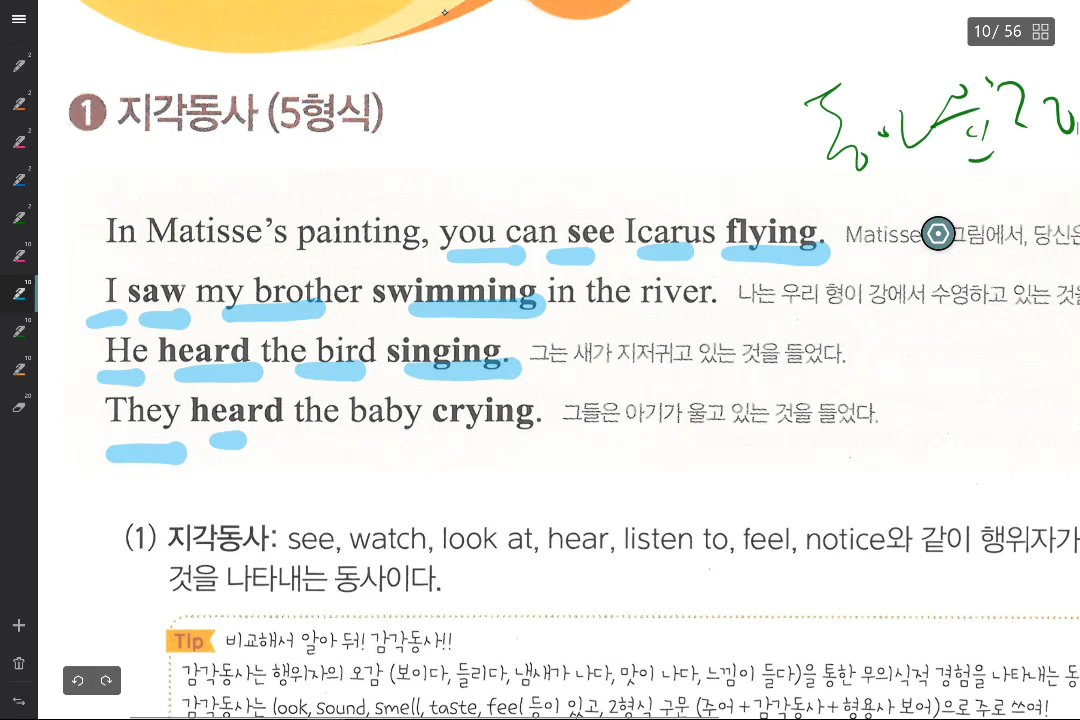 10/ 56
1 지각동사 (5형식)
In Matisse's painting, you can see Icarus flying. Matisse 그림에서, 당신은
I saw my brother swimming in the river. 나는 우리 형이 강에서 수영하고 있는 것을
He heard the bird singing. 그는 새가 지저귀고 있는 것을 들었다.
They heard the baby crying. 그들은 아기가 울고 있는 것을 들었다.
(1) 지각동사: see, watch, look at, hear, listen to, feel, notice와 같이 행위자가
것을 나타내는 동사이다.
Tip 비교해서 알아 둬! 감각동사!!
감각동사는 행위자의 오감 (보이다, 들리다, 냄새가 나다, 맛이 나다, 느낌이 들다)을 통한 무의식적 경험을 나타내는 동
감각동사는 look, sound, smell, taste, feel 등이 있고, 2형식 구문 (주어+감각동사+형용사 보어)으로 주로 쓰여!